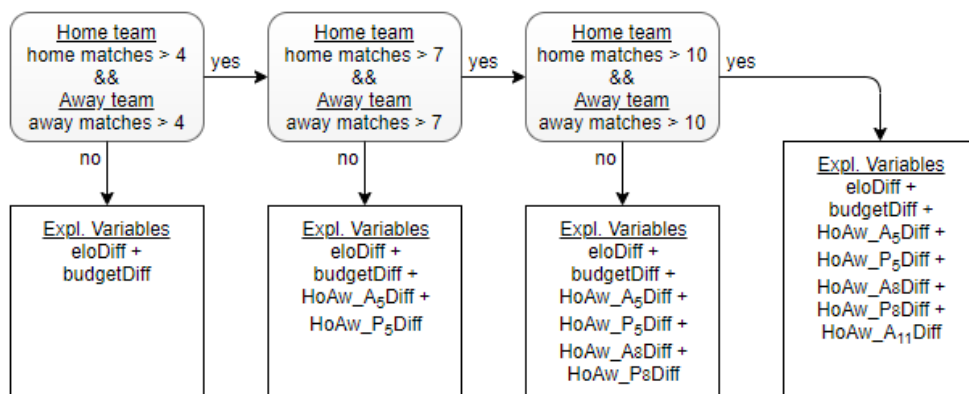 Home team
home matches > 4
&&
Away team
away matches > 4
yes
Home team
home matches > 7
&&
Away team
away matches > 7
yes
Home team
home matches > 10
&&
Away team
away matches > 10
yes
no
no
no
Expl. Variables
eloDiff +
budgetDiff
Expl. Variables
eloDiff +
budgetDiff +
HoAw_A₅Diff +
HoAw_P₅Diff
Expl. Variables
eloDiff +
budgetDiff +
HoAw_A₅Diff +
HoAw_P₅Diff +
HoAw_A₈Diff +
HoAw_P₈Diff
Expl. Variables
eloDiff +
budgetDiff +
HoAw_A₅Diff +
HoAw_P₅Diff +
HoAw_A₈Diff +
HoAw_P₈Diff +
HoAw_A₁₁Diff